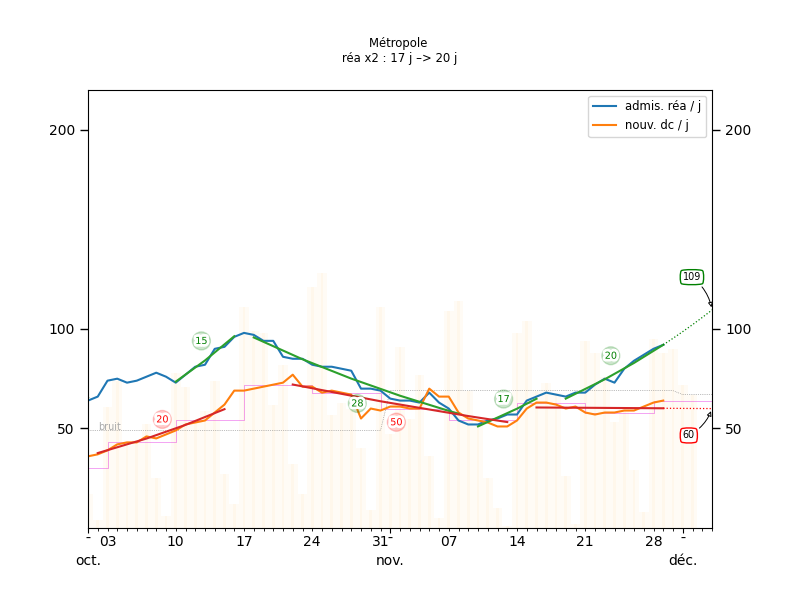 Métropole
réa x2 : 17 j –> 20 j
admis. réa / j
nouv. dc / j
200
200
109
100
100
15
20
28
17
20
50
bruit
50
50
60
03
10
17
24
31
07
14
21
28
oct.
nov.
déc.